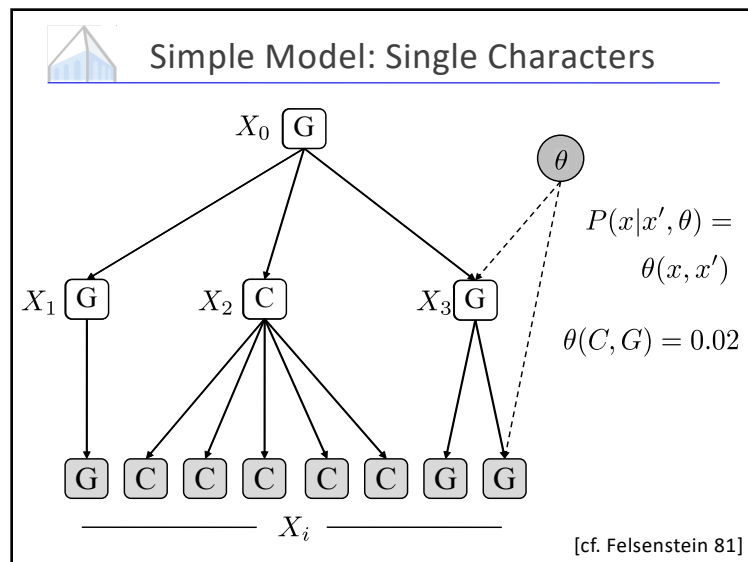 Simple Model: Single Characters
X₀ G
θ
P(x|x′, θ) =
θ(x, x′)
X₁ G X₂ C X₃ G
θ(C, G) = 0.02
G C C C C C G G
Xᵢ
[cf. Felsenstein 81]